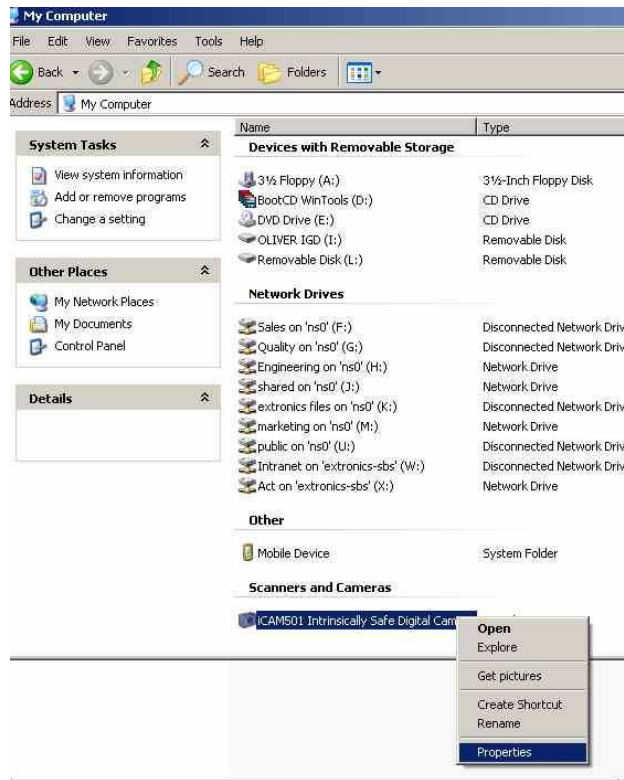 My Computer
File Edit View Favorites Tools Help
Back Search Folders
Address My Computer
System Tasks
View system information
Add or remove programs
Change a setting
Other Places
My Network Places
My Documents
Control Panel
Details
Name Type
Devices with Removable Storage
3½ Floppy (A:) 3½-Inch Floppy Disk
BootCD WinTools (D:) CD Drive
DVD Drive (E:) CD Drive
OLIVER IGD (I:) Removable Disk
Removable Disk (L:) Removable Disk
Network Drives
Sales on 'ns0' (F:) Disconnected Network Driv
Quality on 'ns0' (G:) Disconnected Network Driv
Engineering on 'ns0' (H:) Network Drive
shared on 'ns0' (J:) Network Drive
extronics files on 'ns0' (K:) Disconnected Network Driv
marketing on 'ns0' (M:) Network Drive
public on 'ns0' (U:) Disconnected Network Driv
Intranet on 'extronics-sbs' (W:) Disconnected Network Driv
Act on 'extronics-sbs' (X:) Network Drive
Other
Mobile Device System Folder
Scanners and Cameras
iCAM501 Intrinsically Safe Digital Cam
Open
Explore
Get pictures
Create Shortcut
Rename
Properties